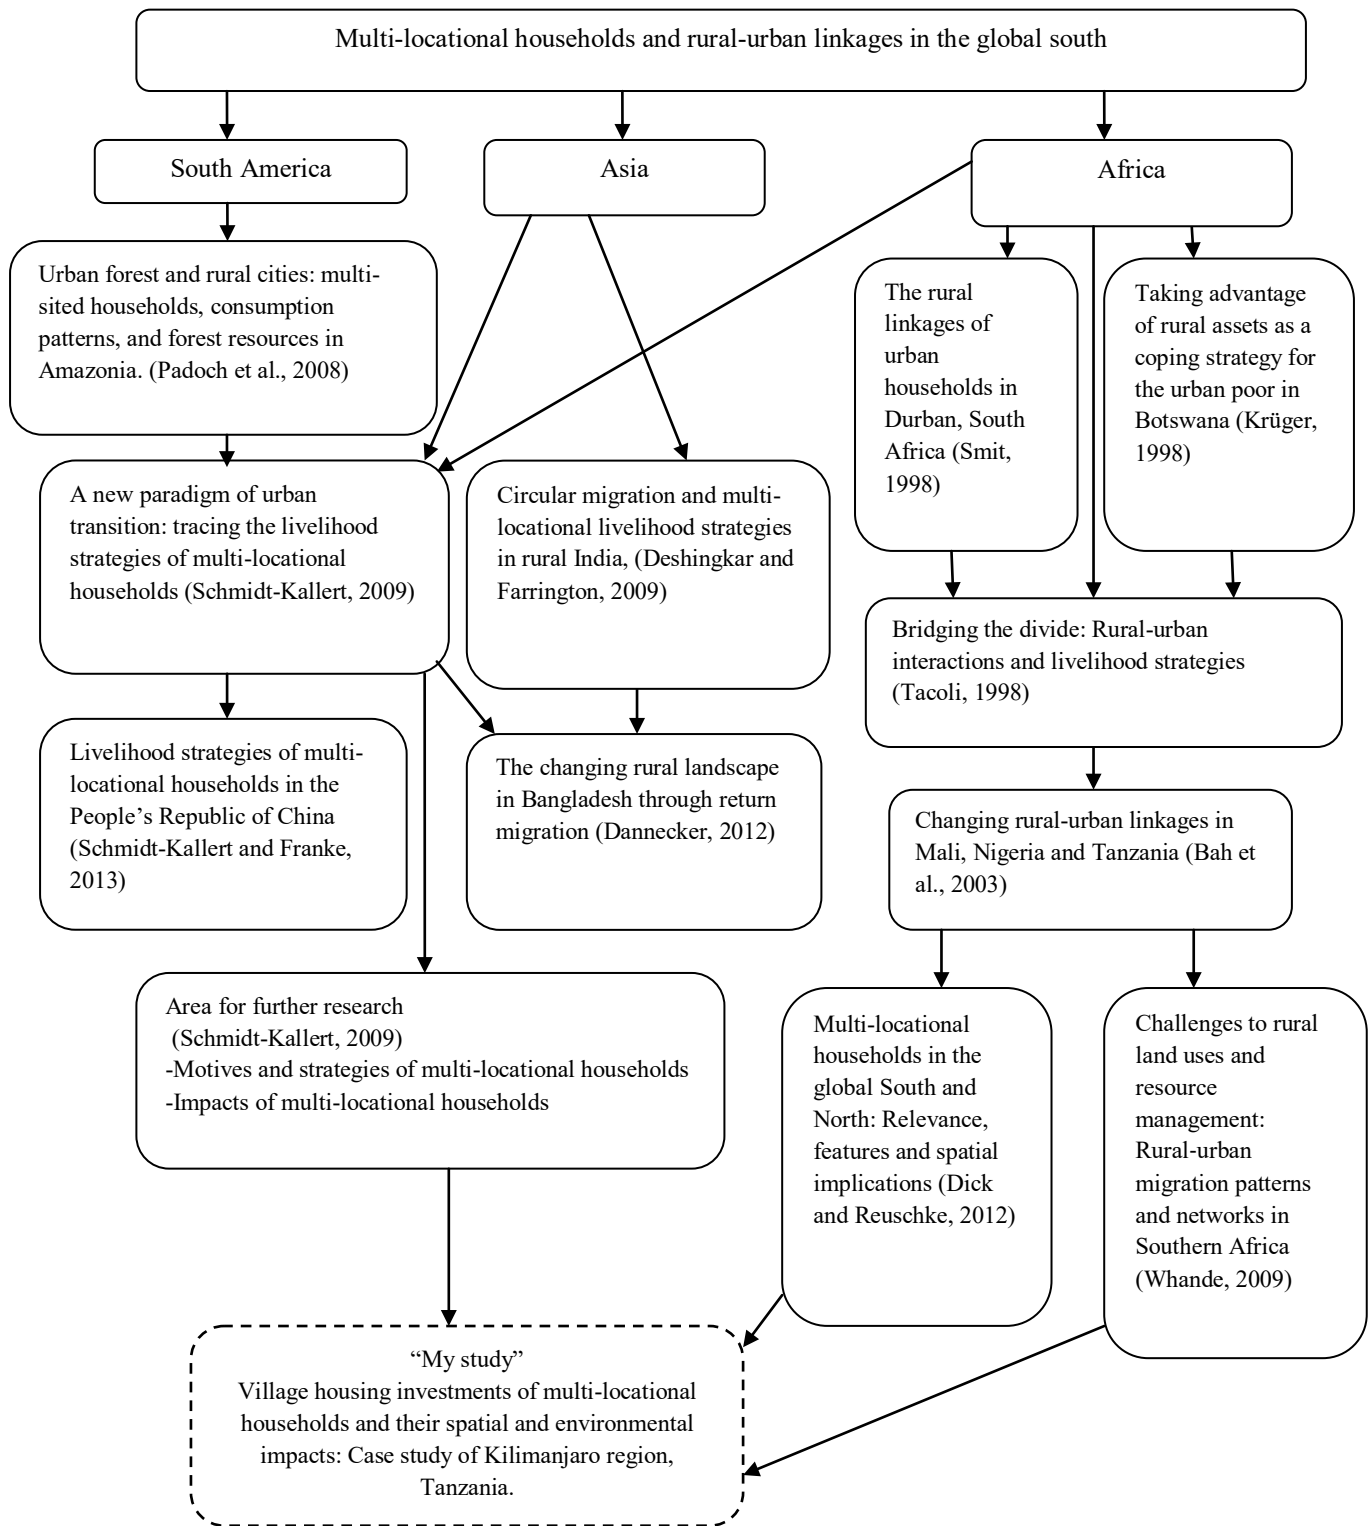 Multi-locational households and rural-urban linkages in the global south
South America
Asia
Africa
Urban forest and rural cities: multi-
sited households, consumption
patterns, and forest resources in
Amazonia. (Padoch et al., 2008)
The rural
linkages of
urban
households in
Durban, South
Africa (Smit,
1998)
Taking advantage
of rural assets as a
coping strategy for
the urban poor in
Botswana (Krüger,
1998)
A new paradigm of urban
transition: tracing the livelihood
strategies of multi-locational
households (Schmidt-Kallert, 2009)
Circular migration and multi-
locational livelihood strategies
in rural India, (Deshingkar and
Farrington, 2009)
Bridging the divide: Rural-urban
interactions and livelihood strategies
(Tacoli, 1998)
Livelihood strategies of multi-
locational households in the
People’s Republic of China
(Schmidt-Kallert and Franke,
2013)
The changing rural landscape
in Bangladesh through return
migration (Dannecker, 2012)
Changing rural-urban linkages in
Mali, Nigeria and Tanzania (Bah et
al., 2003)
Area for further research
(Schmidt-Kallert, 2009)
-Motives and strategies of multi-locational households
-Impacts of multi-locational households
Multi-locational
households in the
global South and
North: Relevance,
features and spatial
implications (Dick
and Reuschke, 2012)
Challenges to rural
land uses and
resource
management:
Rural-urban
migration patterns
and networks in
Southern Africa
(Whande, 2009)
“My study”
Village housing investments of multi-locational
households and their spatial and environmental
impacts: Case study of Kilimanjaro region,
Tanzania.